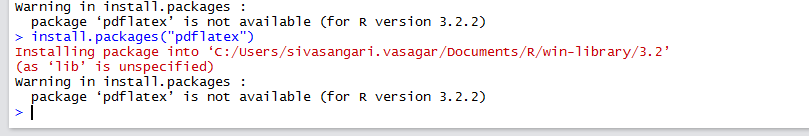 Warning in install.packages :
  package ‘pdflatex’ is not available (for R version 3.2.2)
> install.packages("pdflatex")
Installing package into ‘C:/Users/sivasangari.vasagar/Documents/R/win-library/3.2’
(as ‘lib’ is unspecified)
Warning in install.packages :
  package ‘pdflatex’ is not available (for R version 3.2.2)
>